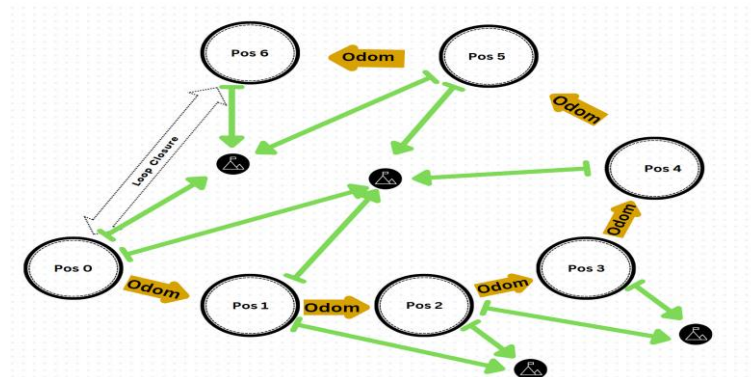 Pos 6
Odom
Pos 5
Odom
Loop Closure
Pos 4
Odom
Pos 0
Odom
Pos 1
Odom
Pos 2
Odom
Pos 3